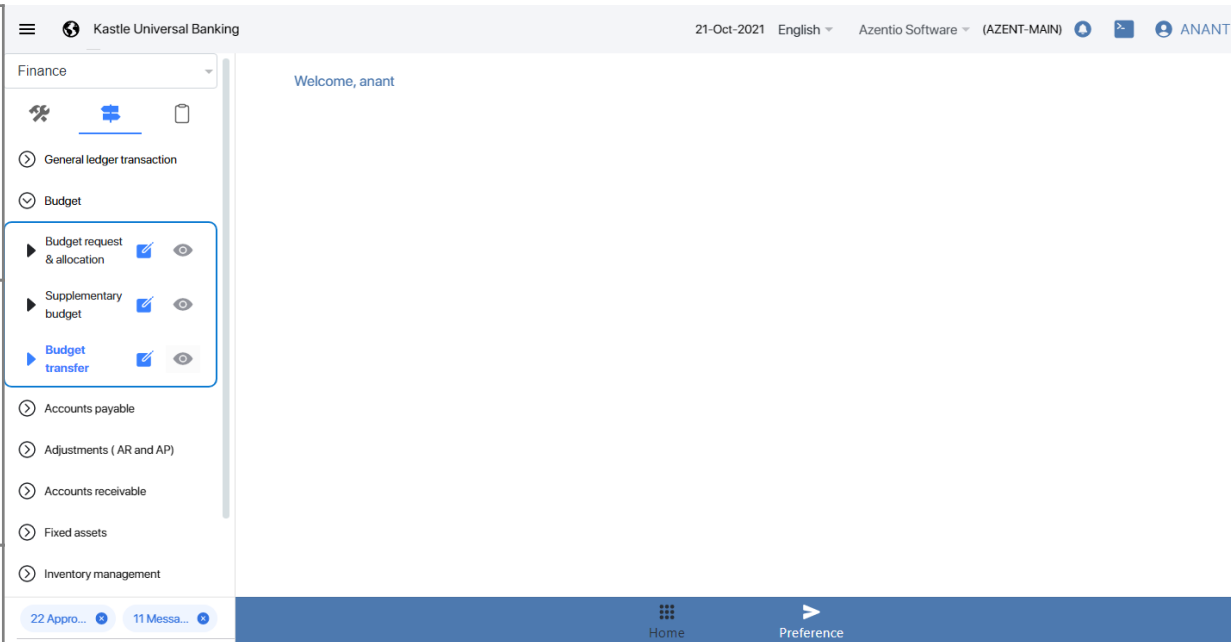 Kastle Universal Banking
21-Oct-2021 English Azentio Software (AZENT-MAIN) ANANT
Finance
Welcome, anant
General ledger transaction
Budget
Budget request
& allocation
Supplementary
budget
Budget
transfer
Accounts payable
Adjustments ( AR and AP)
Accounts receivable
Fixed assets
Inventory management
22 Appro... 11 Messa...
Home Preference